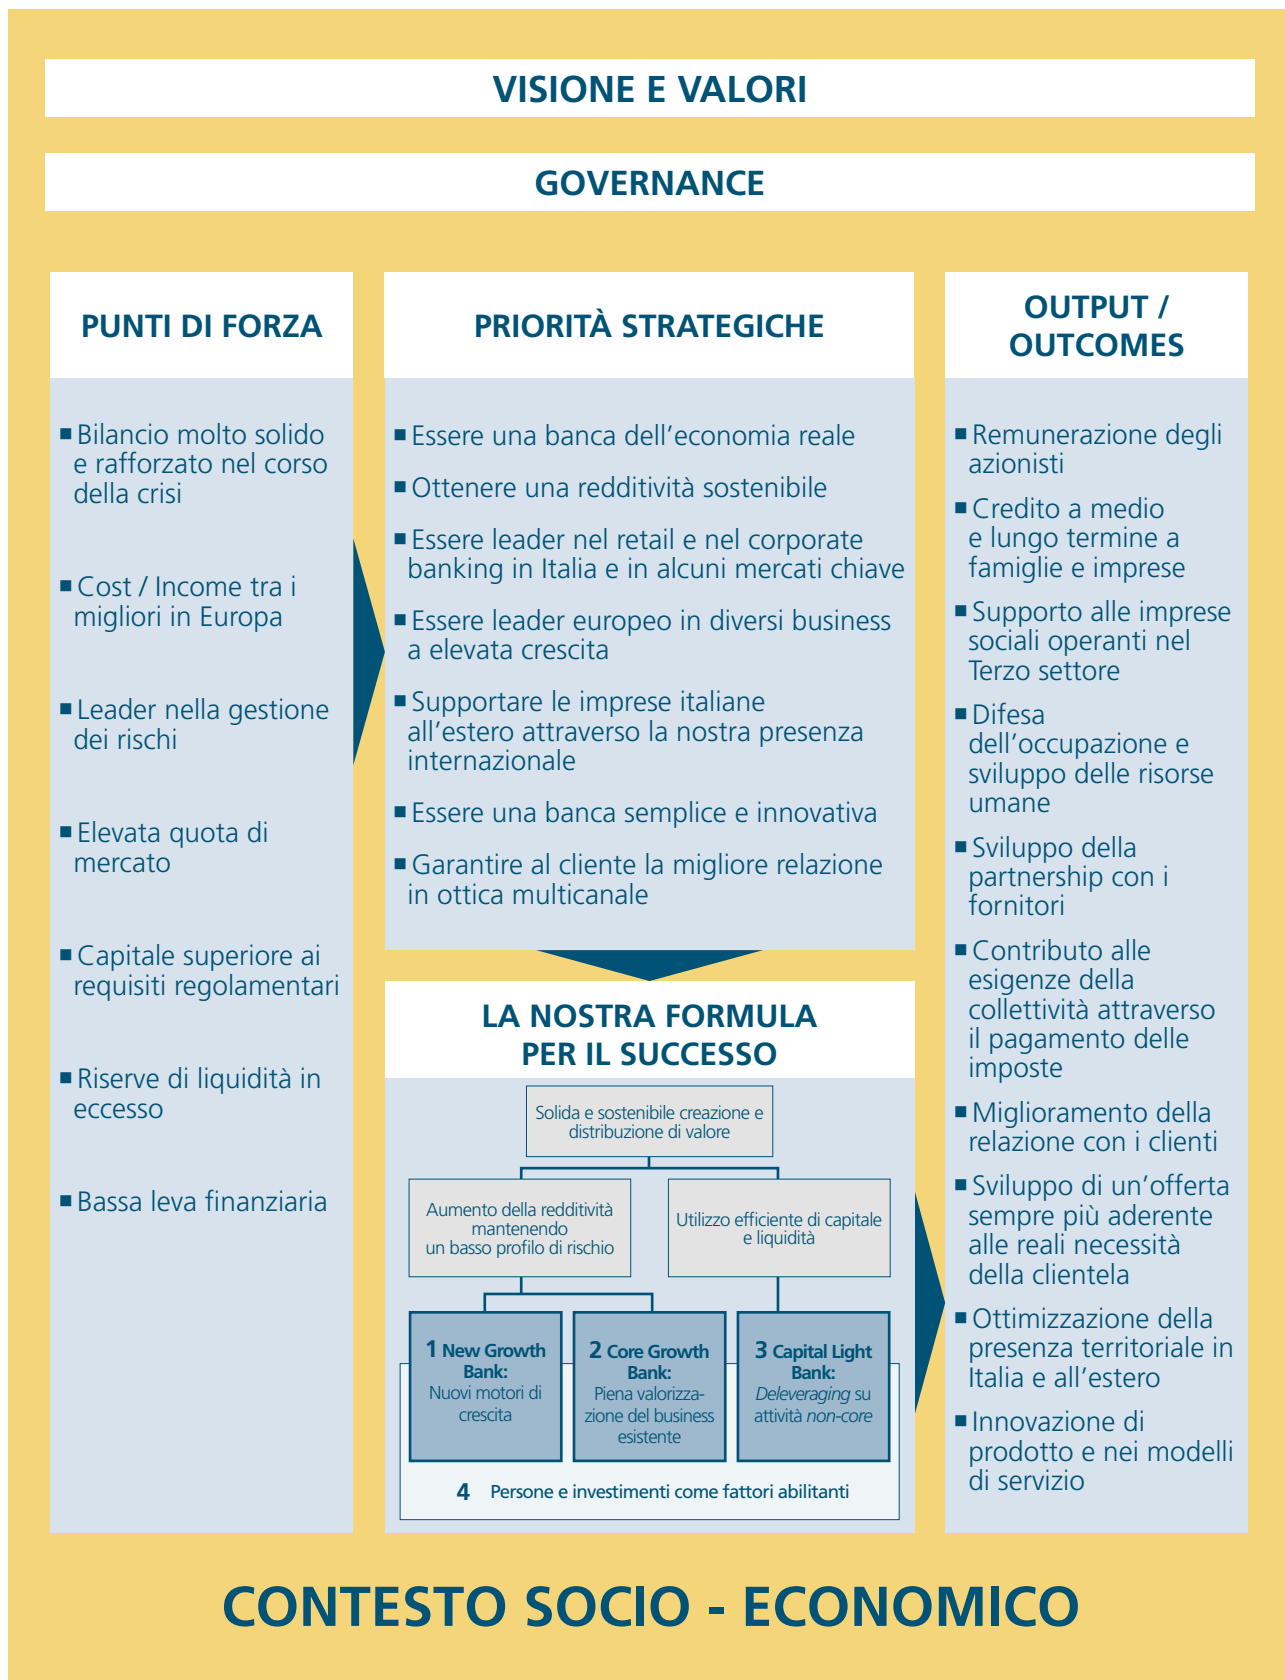 VISIONE E VALORI
GOVERNANCE
PUNTI DI FORZA
■ Bilancio molto solido
e rafforzato nel corso
della crisi
■ Cost / Income tra i
migliori in Europa
■ Leader nella gestione
dei rischi
■ Elevata quota di
mercato
■ Capitale superiore ai
requisiti regolamentari
■ Riserve di liquidità in
eccesso
■ Bassa leva finanziaria
PRIORITÀ STRATEGICHE
■ Essere una banca dell'economia reale
■ Ottenere una redditività sostenibile
■ Essere leader nel retail e nel corporate
banking in Italia e in alcuni mercati chiave
■ Essere leader europeo in diversi business
a elevata crescita
■ Supportare le imprese italiane
all'estero attraverso la nostra presenza
internazionale
■ Essere una banca semplice e innovativa
■ Garantire al cliente la migliore relazione
in ottica multicanale
LA NOSTRA FORMULA
PER IL SUCCESSO
Solida e sostenibile creazione e
distribuzione di valore
Aumento della redditività
mantenendo
un basso profilo di rischio
Utilizzo efficiente di capitale
e liquidità
1 New Growth
Bank:
Nuovi motori di
crescita
2 Core Growth
Bank:
Piena valorizza-
zione del business
esistente
3 Capital Light
Bank:
Deleveraging su
attività non-core
4 Persone e investimenti come fattori abilitanti
OUTPUT /
OUTCOMES
■ Remunerazione degli
azionisti
■ Credito a medio
e lungo termine a
famiglie e imprese
■ Supporto alle imprese
sociali operanti nel
Terzo settore
■ Difesa
dell'occupazione e
sviluppo delle risorse
umane
■ Sviluppo della
partnership con i
fornitori
■ Contributo alle
esigenze della
collettività attraverso
il pagamento delle
imposte
■ Miglioramento della
relazione con i clienti
■ Sviluppo di un'offerta
sempre più aderente
alle reali necessità
della clientela
■ Ottimizzazione della
presenza territoriale in
Italia e all'estero
■ Innovazione di
prodotto e nei modelli
di servizio
CONTESTO SOCIO - ECONOMICO